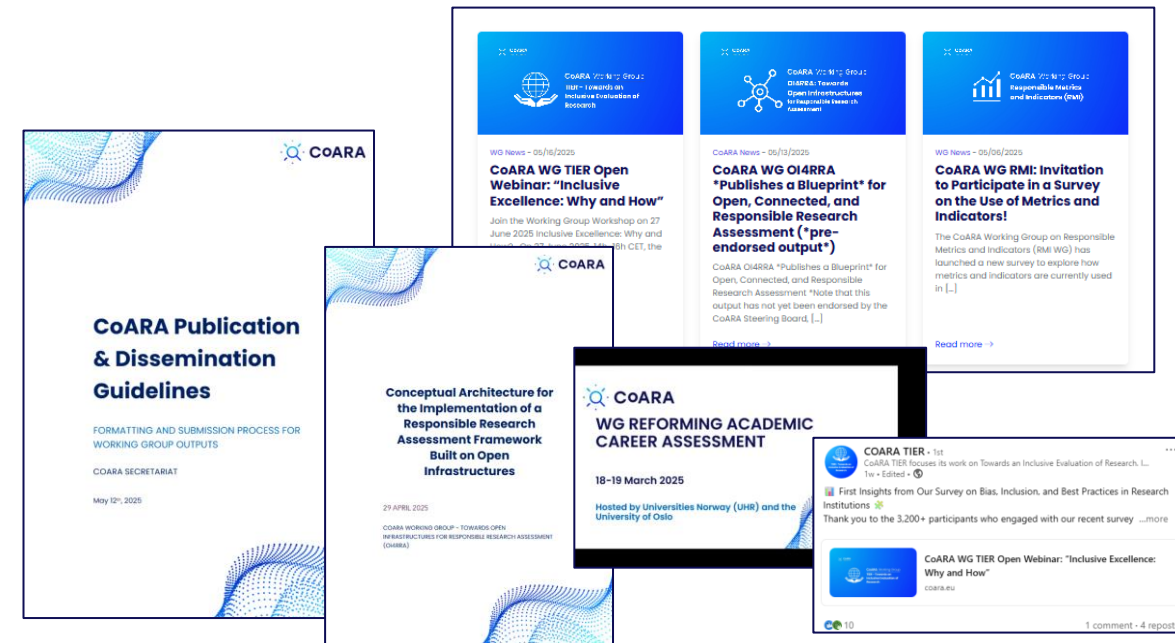 CoARA
CoARA Working Group
TIER - Towards an
Inclusive Evaluation of
Research
WG News - 05/16/2025
CoARA WG TIER Open
Webinar: “Inclusive
Excellence: Why and How”
Join the Working Group Workshop on 27
June 2025 Inclusive Excellence: Why and
CoARA
CoARA Working Group
OI4RRA: Towards
Open Infrastructures
for Responsible Research
Assessment
CoARA News - 05/13/2025
CoARA WG OI4RRA
*Publishes a Blueprint* for
Open, Connected, and
Responsible Research
Assessment (*pre-
endorsed output*)
CoARA OI4RRA *Publishes a Blueprint* for
Open, Connected, and Responsible
Research Assessment *Note that this
output has not yet been endorsed by the
CoARA Steering Board, [...]
Read more →
CoARA
CoARA Working Group
Responsible Metrics
and Indicators (RMI)
WG News - 05/06/2025
CoARA WG RMI: Invitation
to Participate in a Survey
on the Use of Metrics and
Indicators!
The CoARA Working Group on Responsible
Metrics and Indicators (RMI WG) has
launched a new survey to explore how
metrics and indicators are currently used
in [...]
Read more →
CoARA
CoARA Publication
& Dissemination
Guidelines
FORMATTING AND SUBMISSION PROCESS FOR
WORKING GROUP OUTPUTS
COARA SECRETARIAT
May 12th, 2025
CoARA
Conceptual Architecture for
the Implementation of a
Responsible Research
Assessment Framework
Built on Open
Infrastructures
29 APRIL 2025
COARA WORKING GROUP - TOWARDS OPEN
INFRASTRUCTURES FOR RESPONSIBLE RESEARCH ASSESSMENT
(OI4RRA)
CoARA
WG REFORMING ACADEMIC
CAREER ASSESSMENT
18-19 March 2025
Hosted by Universities Norway (UHR) and the
University of Oslo
COARA TIER • 1st
CoARA TIER focuses its work on Towards an Inclusive Evaluation of Research. I...
1w • Edited •
First Insights from Our Survey on Bias, Inclusion, and Best Practices in Research
Institutions
Thank you to the 3,200+ participants who engaged with our recent survey ...more
CoARA WG TIER Open Webinar: "Inclusive Excellence:
Why and How"
coara.eu
10
1 comment • 4 repost